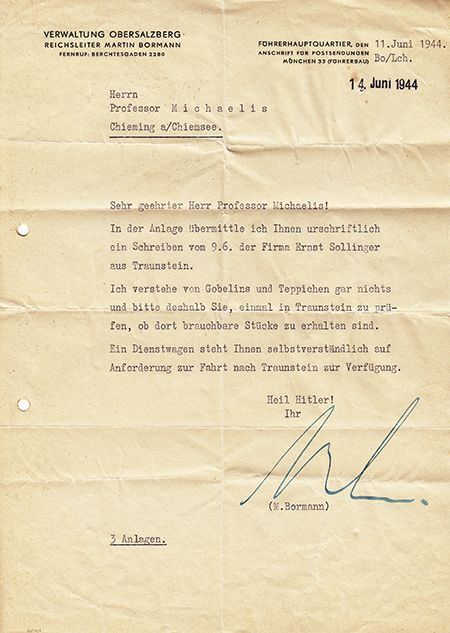 VERWALTUNG OBERSALZBERG
REICHSLEITER MARTIN BORMANN
FERNRUF: BERCHTESGADEN 2280
FÜHRERHAUPTQUARTIER, DEN 11.Juni 1944.
ANSCHRIFT FÜR POSTSENDUNGEN
MÜNCHEN 33 (FÜHRERBAU) Bo/Lch.
14. Juni 1944
Herrn
Professor M i c h a e l i s
Chieming a/Chiemsee.
Sehr geehrter Herr Professor Michaelis!
In der Anlage übermittle ich Ihnen urschriftlich
ein Schreiben vom 9.6. der Firma Ernst Sollinger
aus Traunstein.
Ich verstehe von Gobelins und Teppichen gar nichts
und bitte deshalb Sie, einmal in Traunstein zu prü-
fen, ob dort brauchbare Stücke zu erhalten sind.
Ein Dienstwagen steht Ihnen selbstverständlich auf
Anforderung zur Fahrt nach Traunstein zur Verfügung.
Heil Hitler!
Ihr
(M.Bormann)
3 Anlagen.